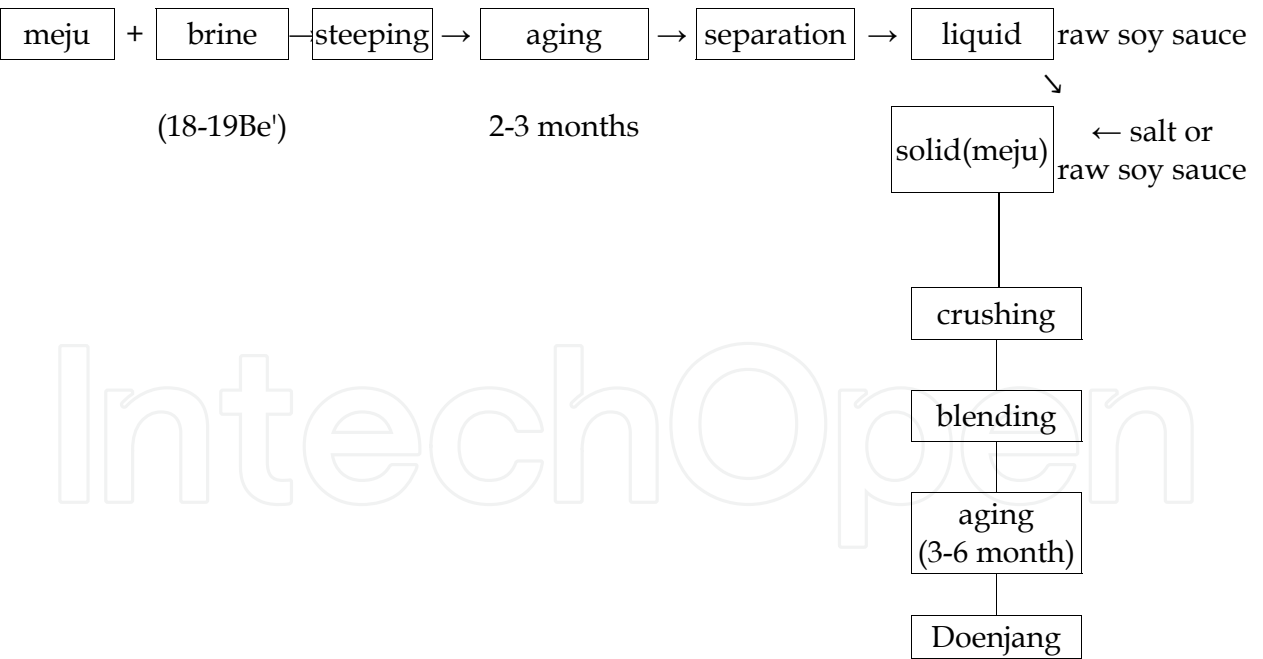 meju + brine → steeping → aging → separation → liquid raw soy sauce
↘
(18-19Be') 2-3 months
solid(meju) ← salt or
raw soy sauce
crushing
blending
aging
(3-6 month)
Doenjang
IntechOpen